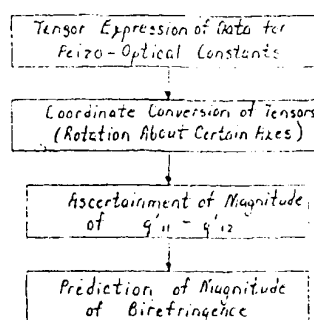 Tensor Expression of Data for
Peizo-Optical Constants
Coordinate Conversion of Tensors
(Rotation About Certain Axes)
Ascertainment of Magnitude
of q'₁₁ - q'₁₂
Prediction of Magnitude
of Birefringence